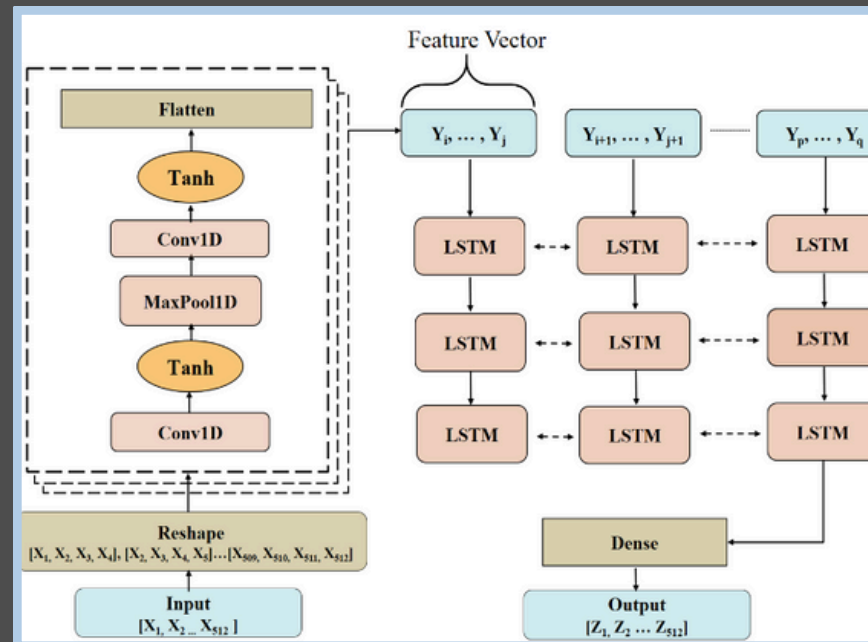 Feature Vector
Flatten
Tanh
Conv1D
MaxPool1D
Tanh
Conv1D
Reshape
[X₁, X₂, X₃, X₄], [X₂, X₃, X₄, X₅]...[X₅₀₉, X₅₁₀, X₅₁₁, X₅₁₂]
Input
[X₁, X₂ ... X₅₁₂ ]
Yᵢ, ... , Yⱼ
Yᵢ₊₁, ... , Yⱼ₊₁
Yₚ, ... , Y_q
LSTM
LSTM
LSTM
LSTM
LSTM
LSTM
LSTM
LSTM
LSTM
Dense
Output
[Z₁, Z₂ ... Z₅₁₂]